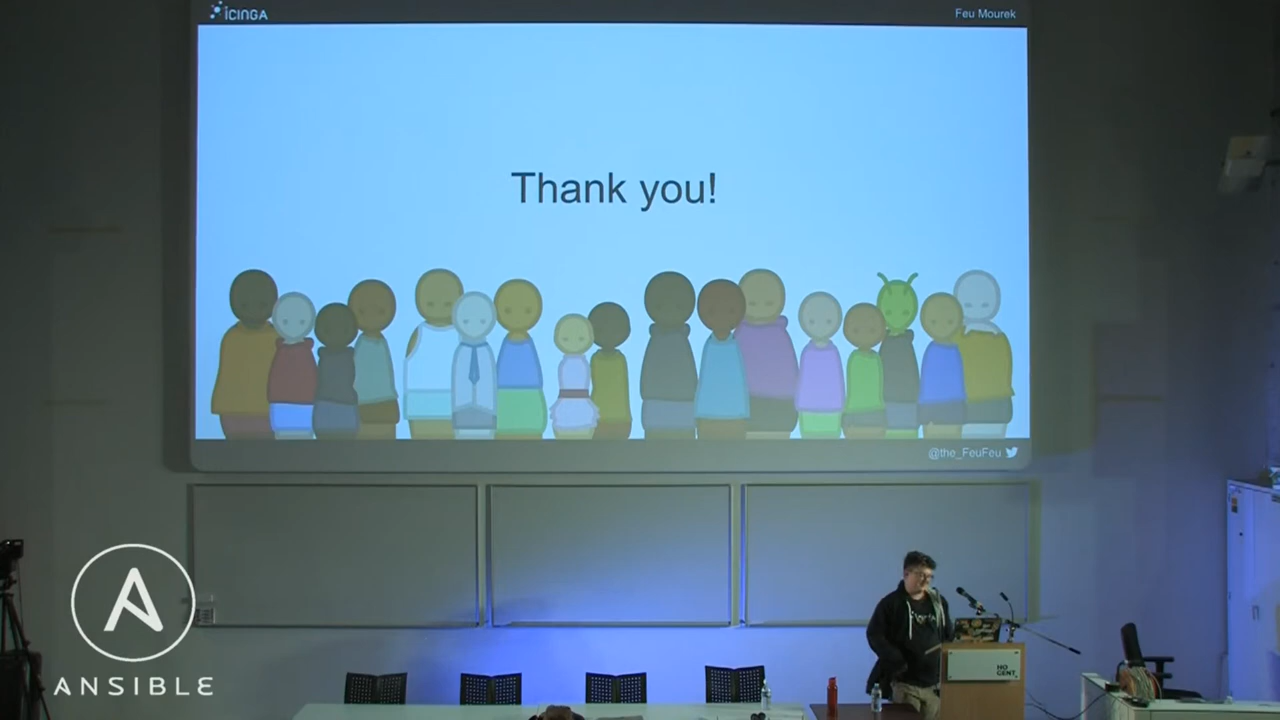 ICINGA
Feu Mourek
Thank you!
@the_FeuFeu
HO
GENT
ANSIBLE